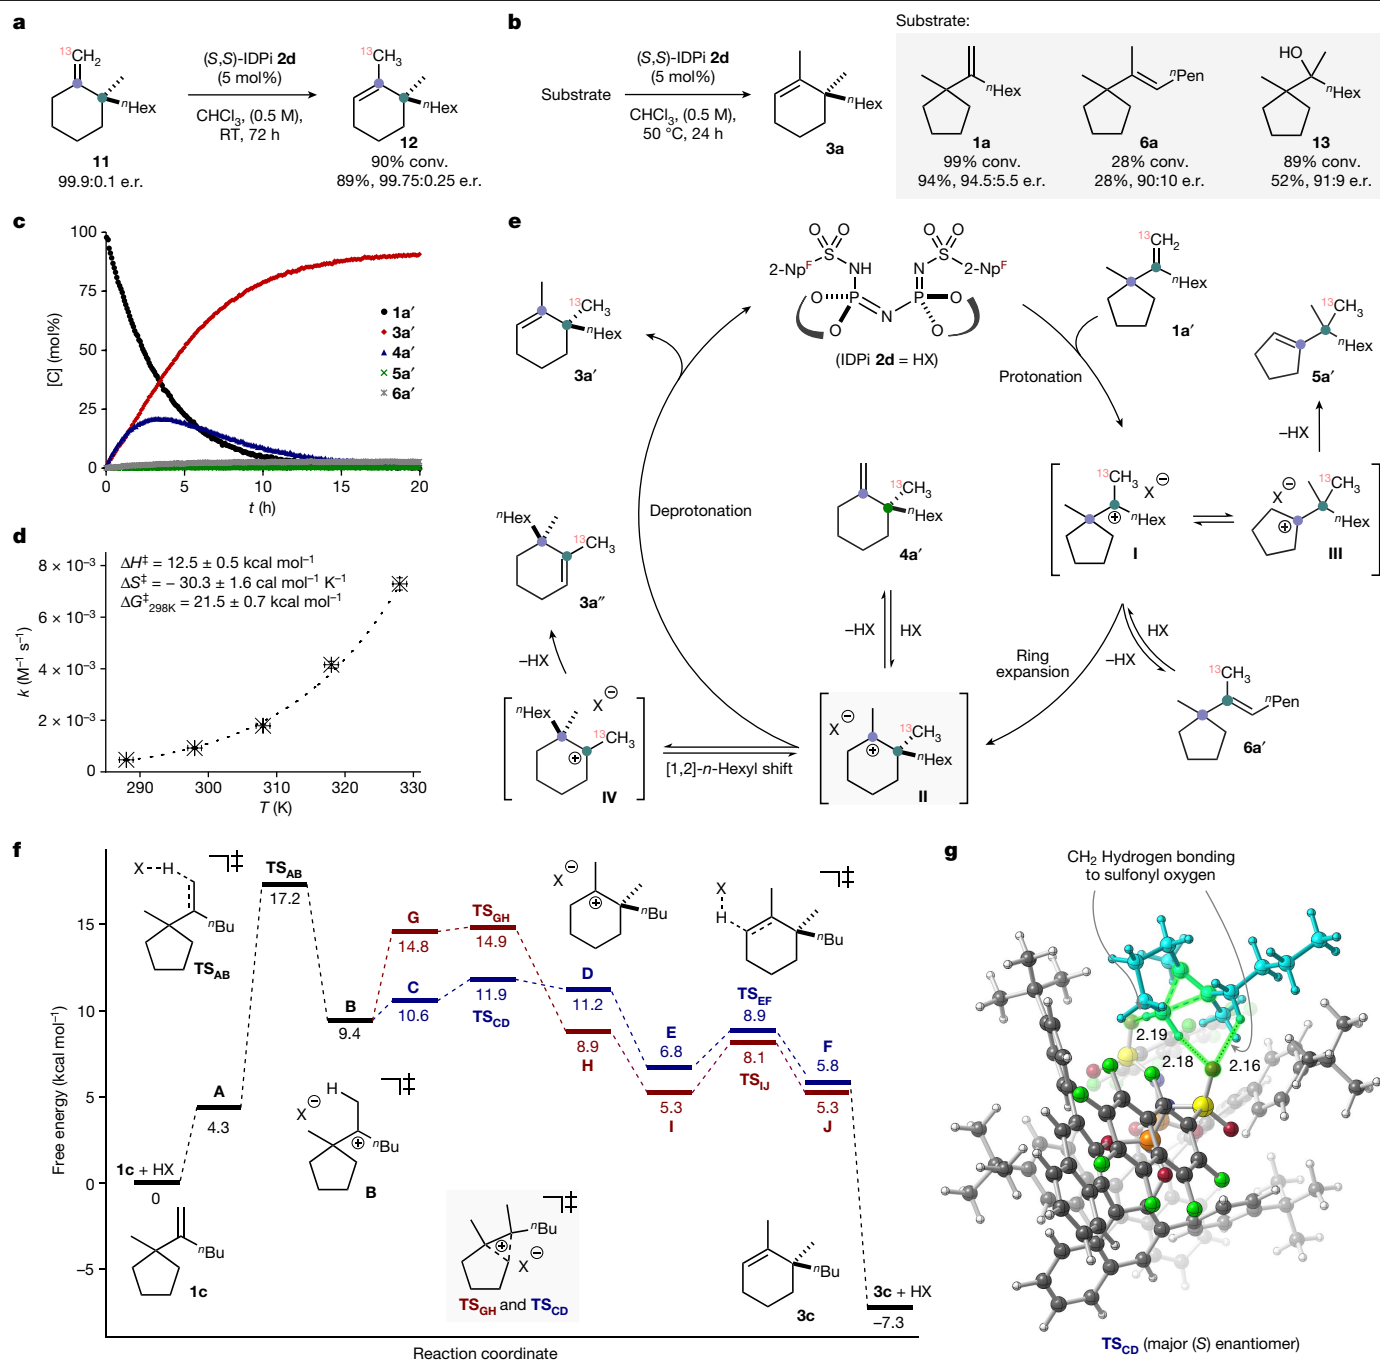 a
¹³CH₂
ⁿHex
11
99.9:0.1 e.r.
(S,S)-IDPi 2d
(5 mol%)
CHCl₃, (0.5 M),
RT, 72 h
¹³CH₃
ⁿHex
12
90% conv.
89%, 99.75:0.25 e.r.
b
Substrate
(S,S)-IDPi 2d
(5 mol%)
CHCl₃, (0.5 M),
50 °C, 24 h
ⁿHex
3a
Substrate:
ⁿHex
1a
99% conv.
94%, 94.5:5.5 e.r.
ⁿPen
6a
28% conv.
28%, 90:10 e.r.
HO
ⁿHex
13
89% conv.
52%, 91:9 e.r.
c
[C] (mol%)
100
75
50
25
0
0
5
10
15
20
t (h)
1a′
3a′
4a′
5a′
6a′
d
ΔH‡ = 12.5 ± 0.5 kcal mol⁻¹
ΔS‡ = − 30.3 ± 1.6 cal mol⁻¹ K⁻¹
ΔG‡₂₉₈K = 21.5 ± 0.7 kcal mol⁻¹
k (M⁻¹ s⁻¹)
8 × 10⁻³
6 × 10⁻³
4 × 10⁻³
2 × 10⁻³
0
290
300
310
320
330
T (K)
e
O O O O
S S
2-Npᶠ NH N 2-Npᶠ
O P P O
N
O O
(IDPi 2d = HX)
¹³CH₃
ⁿHex
3a′
¹³CH₂
ⁿHex
1a′
Protonation
¹³CH₃
ⁿHex
5a′
–HX
¹³CH₃
X⊖
⊕
ⁿHex
I
X⊖
¹³CH₃
⊕
ⁿHex
III
Deprotonation
¹³CH₃
ⁿHex
4a′
–HX
HX
ⁿHex
¹³CH₃
3a″
–HX
Ring
expansion
HX
–HX
¹³CH₃
ⁿPen
6a′
ⁿHex
X⊖
¹³CH₃
⊕
IV
[1,2]-n-Hexyl shift
X⊖
¹³CH₃
⊕
ⁿHex
II
f
Free energy (kcal mol⁻¹)
15
10
5
0
−5
Reaction coordinate
X H
‡
ⁿBu
TS_AB
1c + HX
0
A
4.3
TS_AB
17.2
B
9.4
G
14.8
TS_GH
14.9
C
10.6
TS_CD
11.9
D
11.2
H
8.9
E
6.8
I
5.3
TS_EF
8.9
TS_IJ
8.1
F
5.8
J
5.3
3c + HX
−7.3
X⊖
⊕
ⁿBu
X
H
‡
ⁿBu
H
‡
X⊖
⊕
ⁿBu
B
ⁿBu
1c
‡
ⁿBu
⊕
X⊖
TS_GH and TS_CD
ⁿBu
3c
g
CH₂ Hydrogen bonding
to sulfonyl oxygen
2.19
2.18
2.16
TS_CD (major (S) enantiomer)